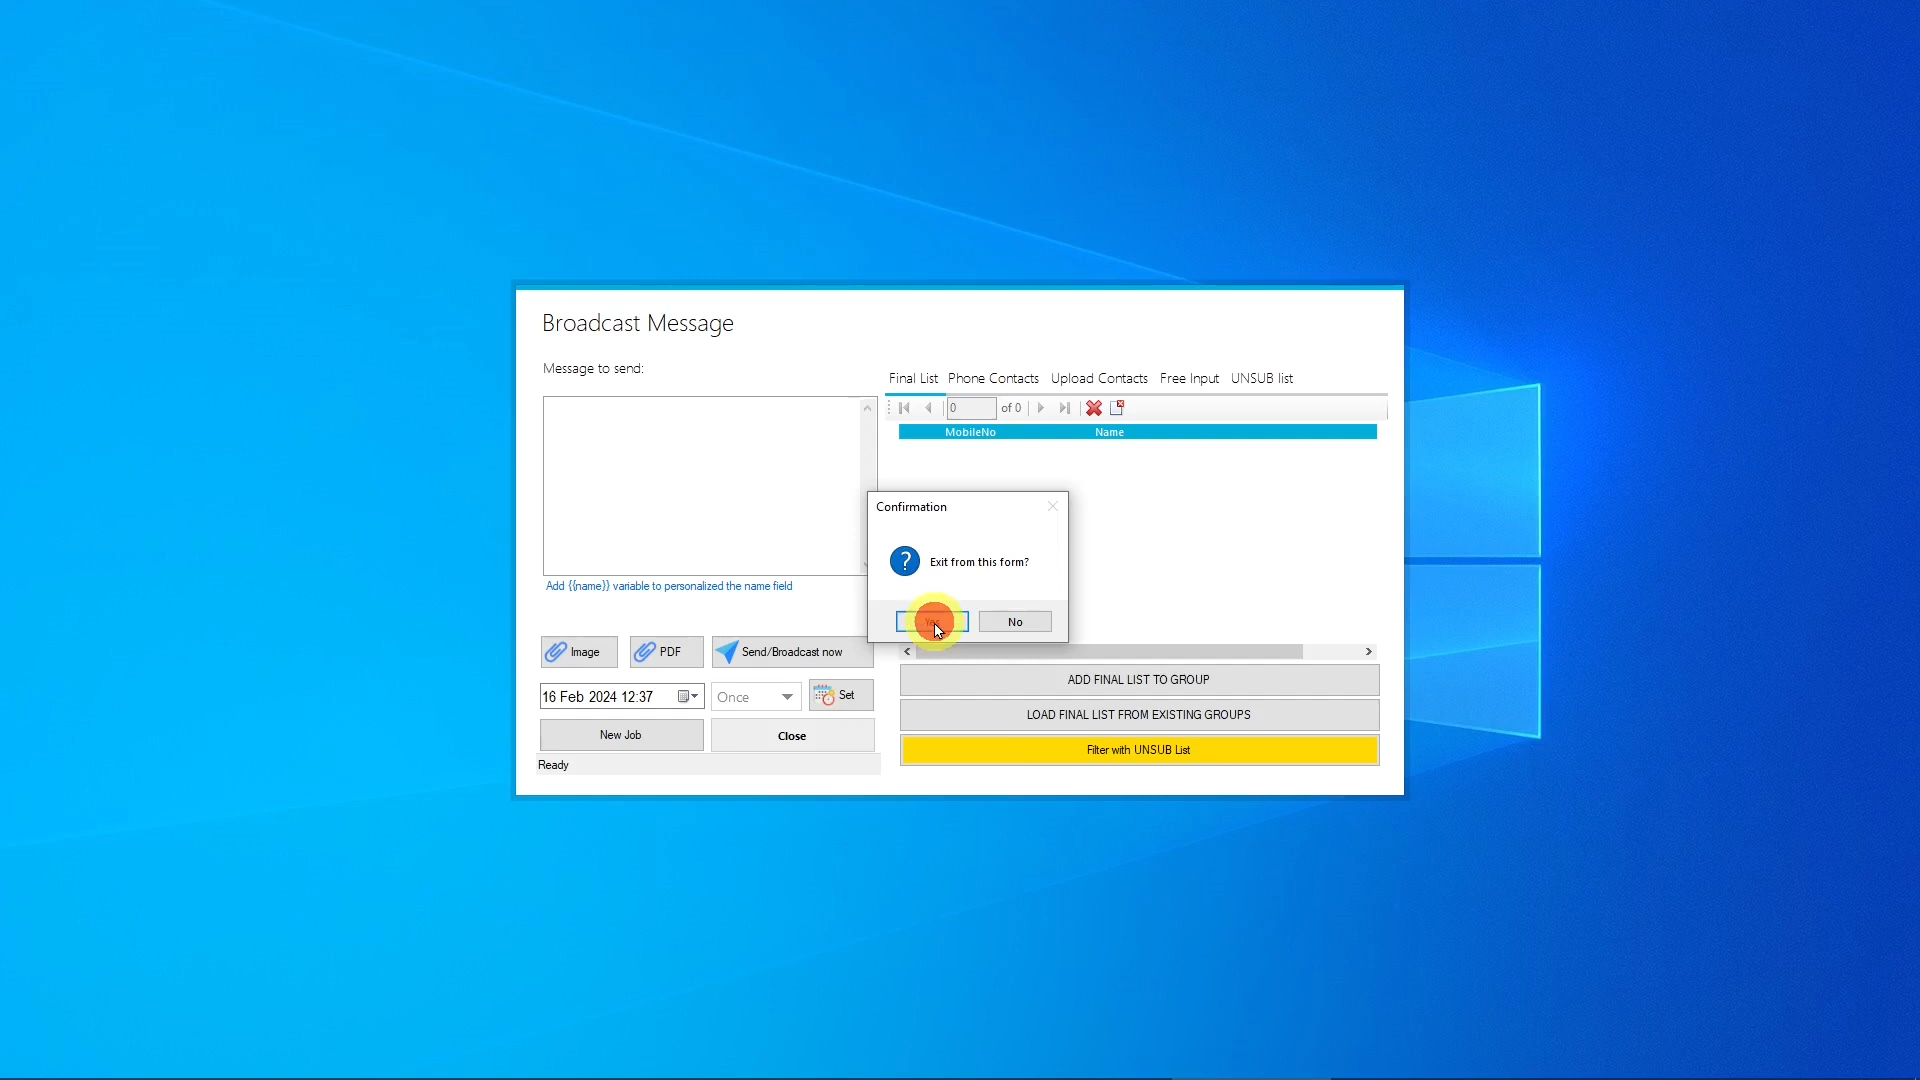 Broadcast Message
Message to send:
Final List Phone Contacts Upload Contacts Free Input UNSUB list
0 of 0
MobileNo Name
Confirmation
? Exit from this form?
Yes No
Add {{name}} variable to personalized the name field
Image PDF Send/Broadcast now
16 Feb 2024 12:37 Once Set
New Job Close
Ready
ADD FINAL LIST TO GROUP
LOAD FINAL LIST FROM EXISTING GROUPS
Filter with UNSUB List